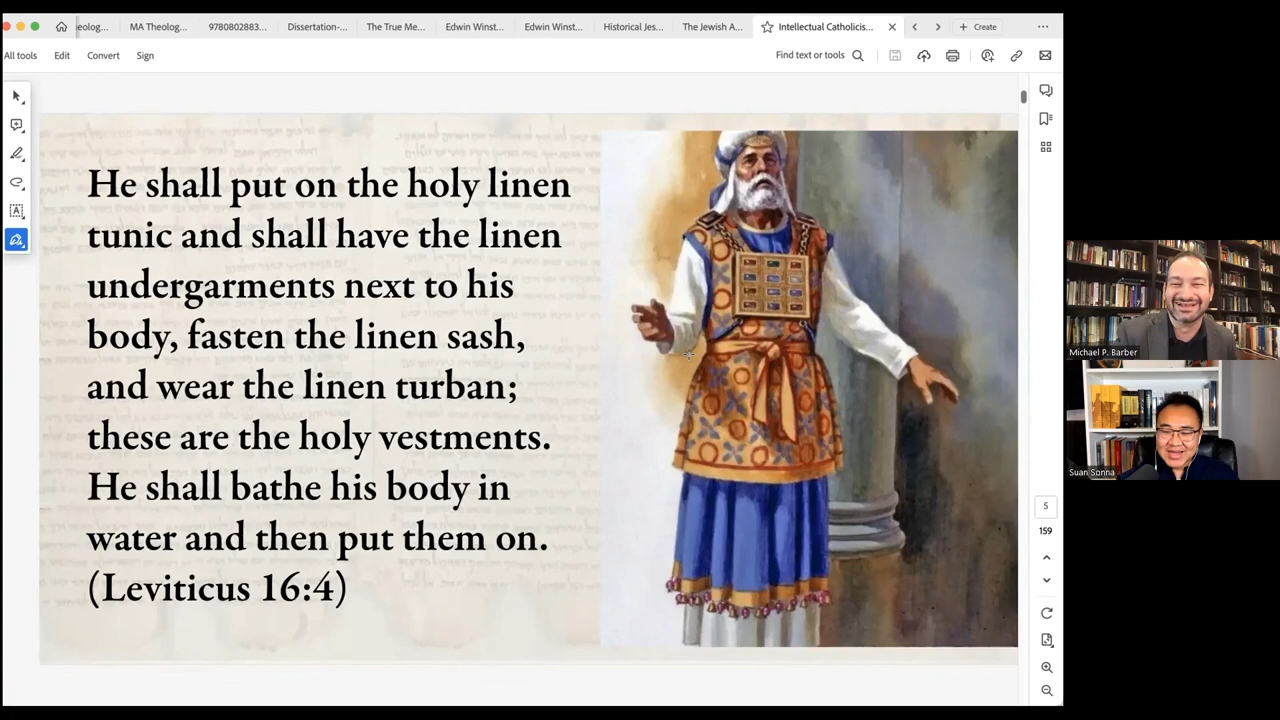 eolog...
MA Theolog...
9780802883...
Dissertation-...
The True Me...
Edwin Winst...
Edwin Winst...
Historical Jes...
The Jewish A...
Intellectual Catholicis...
Create
All tools
Edit
Convert
Sign
Find text or tools
He shall put on the holy linen
tunic and shall have the linen
undergarments next to his
body, fasten the linen sash,
and wear the linen turban;
these are the holy vestments.
He shall bathe his body in
water and then put them on.
(Leviticus 16:4)
5
159
Michael P. Barber
Suan Sonna